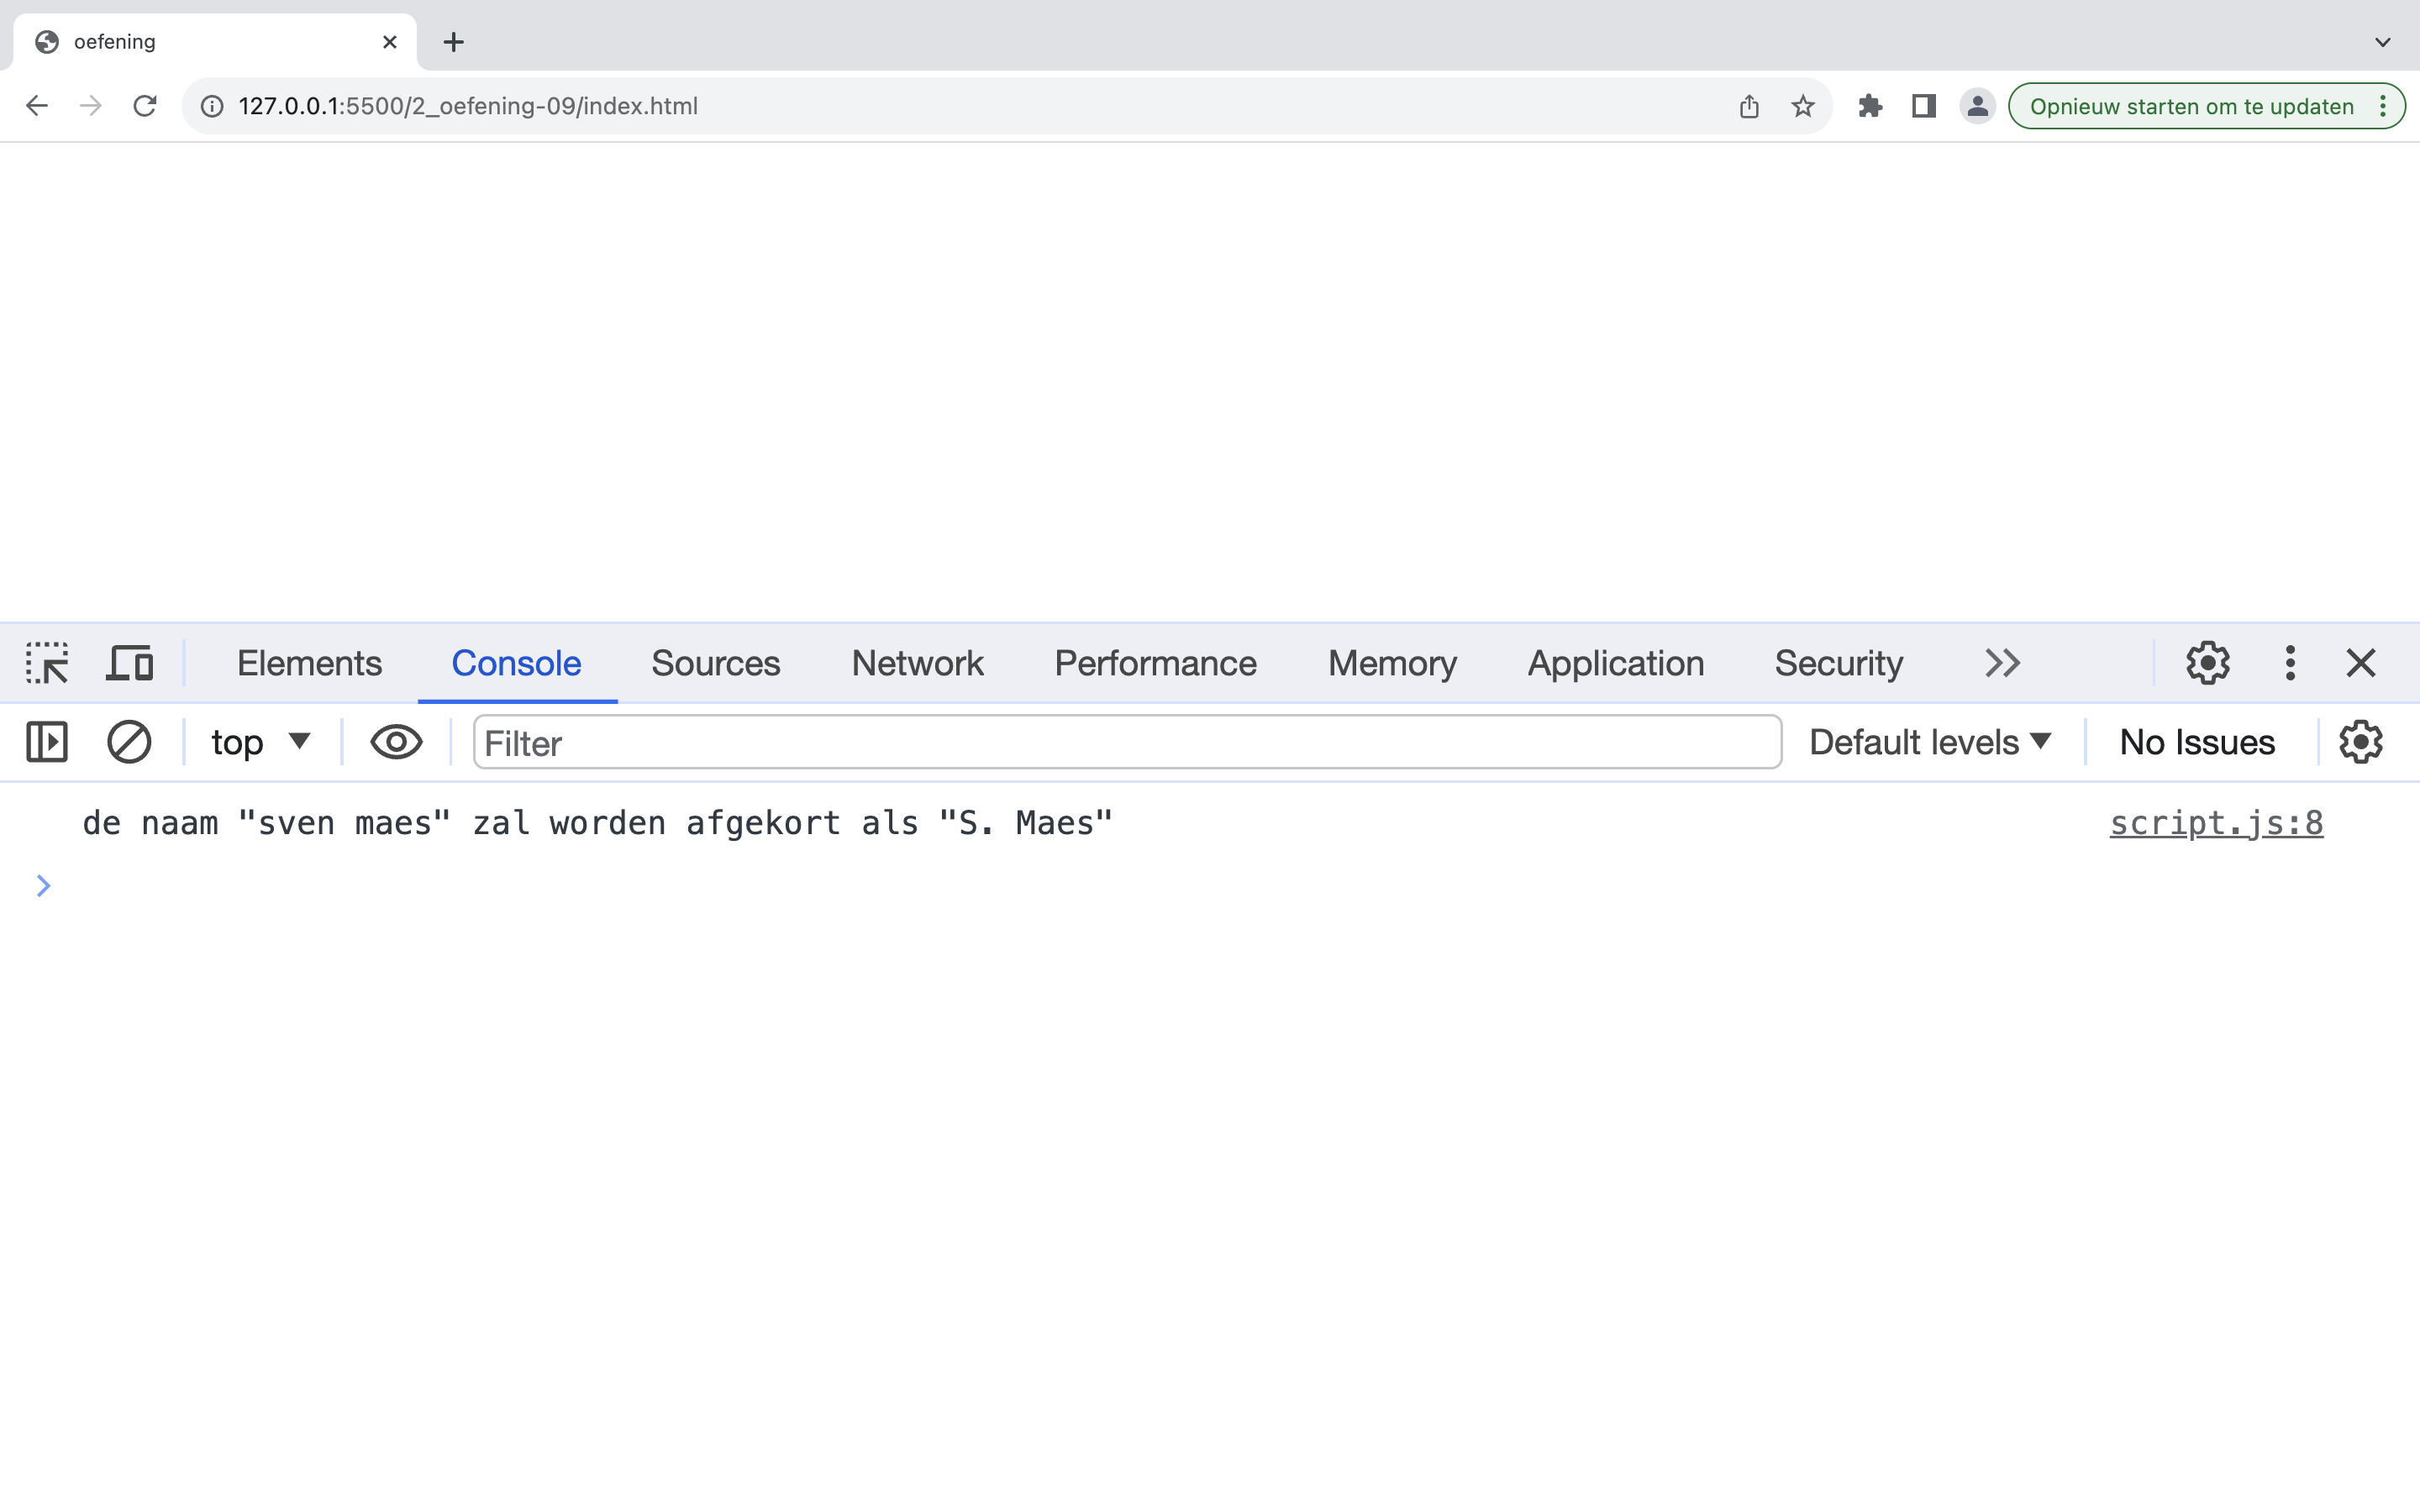 oefening
127.0.0.1:5500/2_oefening-09/index.html
Opnieuw starten om te updaten
Elements Console Sources Network Performance Memory Application Security
top Filter Default levels No Issues
de naam "sven maes" zal worden afgekort als "S. Maes" script.js:8